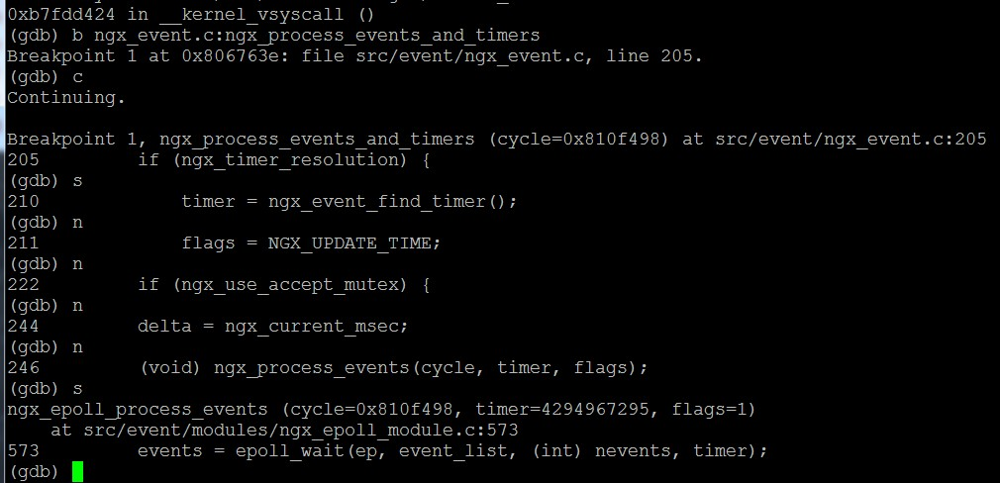 0xb7fdd424 in __kernel_vsyscall ()
(gdb) b ngx_event.c:ngx_process_events_and_timers
Breakpoint 1 at 0x806763e: file src/event/ngx_event.c, line 205.
(gdb) c
Continuing.

Breakpoint 1, ngx_process_events_and_timers (cycle=0x810f498) at src/event/ngx_event.c:205
205         if (ngx_timer_resolution) {
(gdb) s
210             timer = ngx_event_find_timer();
(gdb) n
211             flags = NGX_UPDATE_TIME;
(gdb) n
222         if (ngx_use_accept_mutex) {
(gdb) n
244         delta = ngx_current_msec;
(gdb) n
246         (void) ngx_process_events(cycle, timer, flags);
(gdb) s
ngx_epoll_process_events (cycle=0x810f498, timer=4294967295, flags=1)
    at src/event/modules/ngx_epoll_module.c:573
573         events = epoll_wait(ep, event_list, (int) nevents, timer);
(gdb)